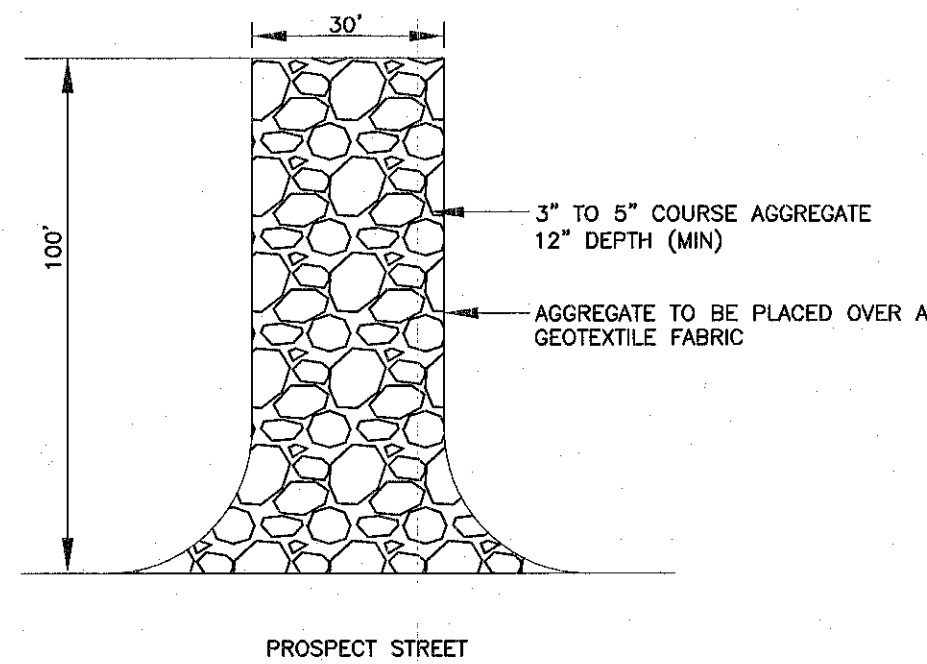 30'
100'
3" TO 5" COURSE AGGREGATE
12" DEPTH (MIN)
AGGREGATE TO BE PLACED OVER A
GEOTEXTILE FABRIC
PROSPECT STREET